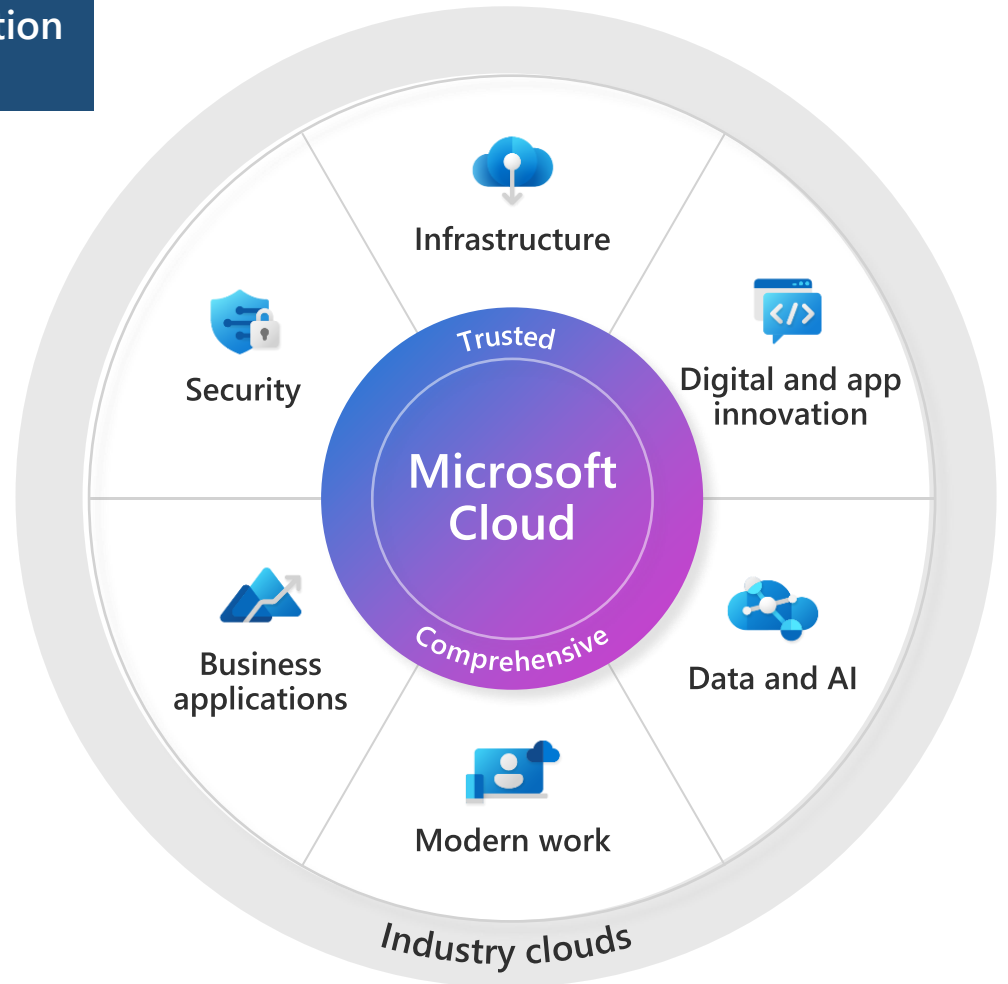 Infrastructure
Security
Digital and app
innovation
Trusted
Microsoft
Cloud
Comprehensive
Business
applications
Data and AI
Modern work
Industry clouds